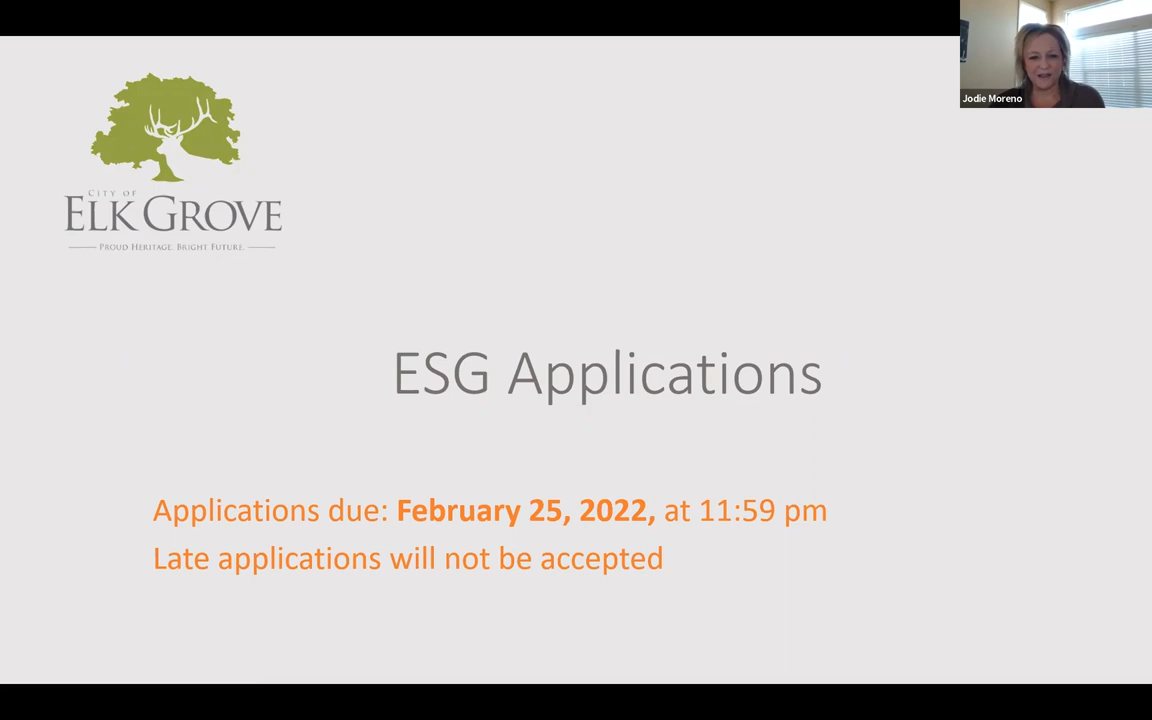 Jodie Moreno
CITY OF
ELK GROVE
PROUD HERITAGE. BRIGHT FUTURE.
ESG Applications
Applications due: February 25, 2022, at 11:59 pm
Late applications will not be accepted